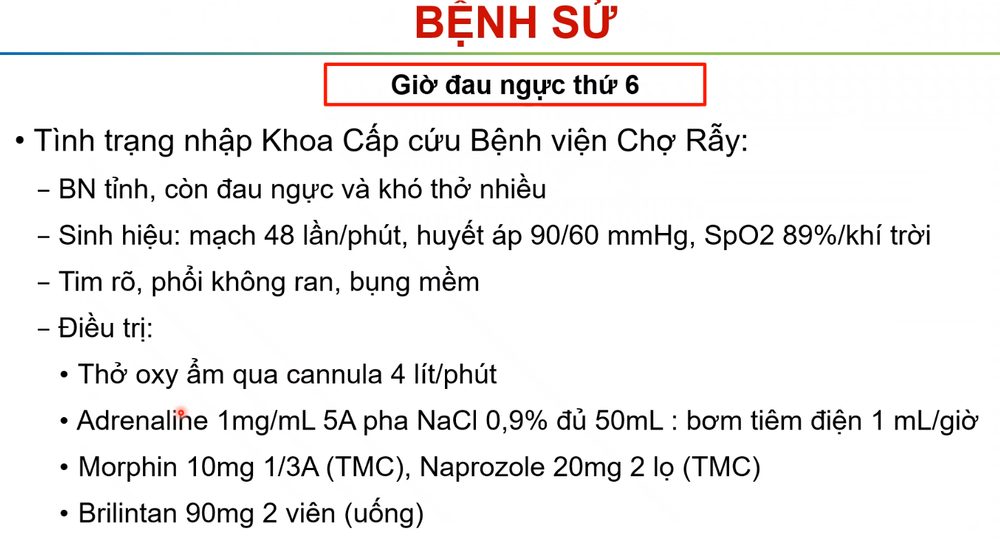 BỆNH SỬ
Giờ đau ngực thứ 6
• Tình trạng nhập Khoa Cấp cứu Bệnh viện Chợ Rẫy:
– BN tỉnh, còn đau ngực và khó thở nhiều
– Sinh hiệu: mạch 48 lần/phút, huyết áp 90/60 mmHg, SpO2 89%/khí trời
– Tim rõ, phổi không ran, bụng mềm
– Điều trị:
• Thở oxy ẩm qua cannula 4 lít/phút
• Adrenaline 1mg/mL 5A pha NaCl 0,9% đủ 50mL : bơm tiêm điện 1 mL/giờ
• Morphin 10mg 1/3A (TMC), Naprozole 20mg 2 lọ (TMC)
• Brilintan 90mg 2 viên (uống)